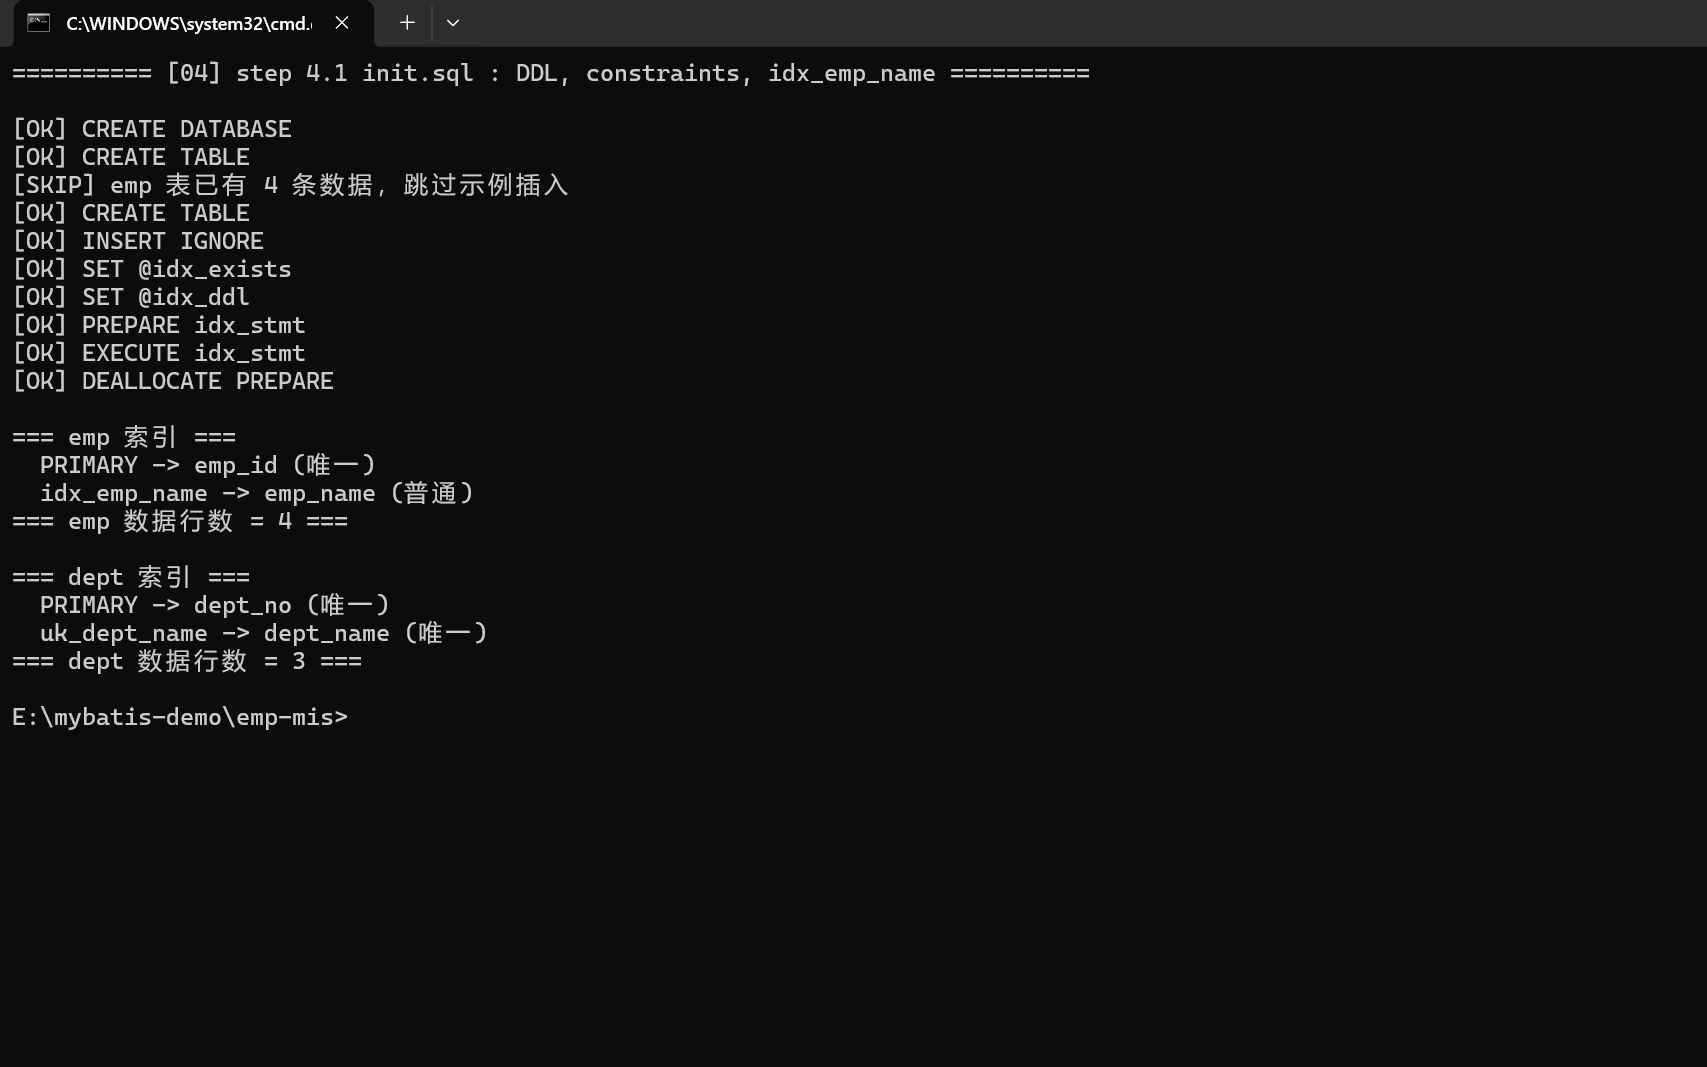 C:\WINDOWS\system32\cmd.
========== [04] step 4.1 init.sql : DDL, constraints, idx_emp_name ==========
[OK] CREATE DATABASE
[OK] CREATE TABLE
[SKIP] emp 表已有 4 条数据, 跳过示例插入
[OK] CREATE TABLE
[OK] INSERT IGNORE
[OK] SET @idx_exists
[OK] SET @idx_ddl
[OK] PREPARE idx_stmt
[OK] EXECUTE idx_stmt
[OK] DEALLOCATE PREPARE
=== emp 索引 ===
PRIMARY -> emp_id (唯一)
idx_emp_name -> emp_name (普通)
=== emp 数据行数 = 4 ===
=== dept 索引 ===
PRIMARY -> dept_no (唯一)
uk_dept_name -> dept_name (唯一)
=== dept 数据行数 = 3 ===
E:\mybatis-demo\emp-mis>